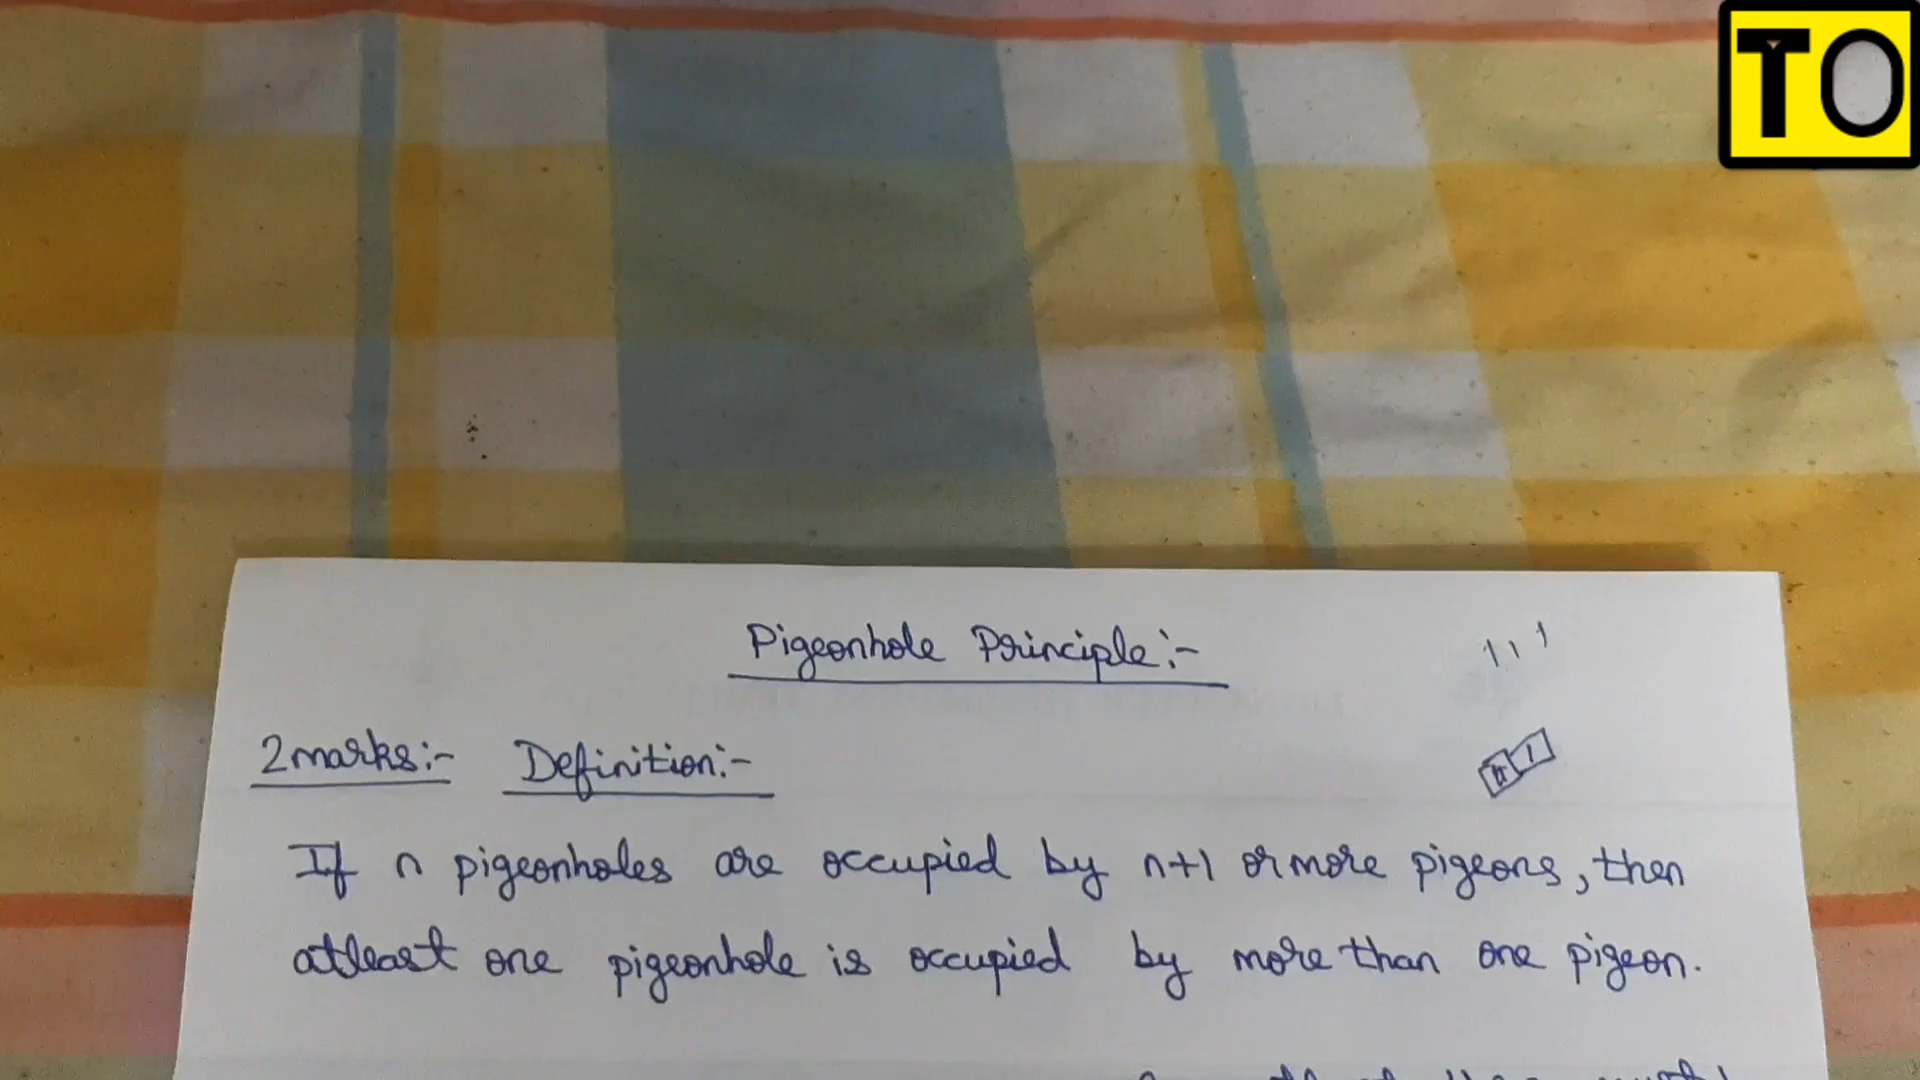 TO
Pigeonhole Principle:-
2marks:- Definition:-
If n pigeonholes are occupied by n+1 or more pigeons, then
atleast one pigeonhole is occupied by more than one pigeon.